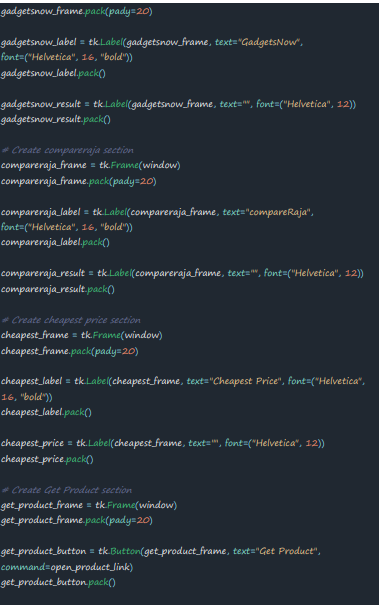 gadgetsnow_frame.pack(pady=20)
gadgetsnow_label = tk.Label(gadgetsnow_frame, text="GadgetsNow",
font=("Helvetica", 16, "bold"))
gadgetsnow_label.pack()
gadgetsnow_result = tk.Label(gadgetsnow_frame, text="", font=("Helvetica", 12))
gadgetsnow_result.pack()
# Create compareraja section
compareraja_frame = tk.Frame(window)
compareraja_frame.pack(pady=20)
compareraja_label = tk.Label(compareraja_frame, text="compareRaja",
font=("Helvetica", 16, "bold"))
compareraja_label.pack()
compareraja_result = tk.Label(compareraja_frame, text="", font=("Helvetica", 12))
compareraja_result.pack()
# Create cheapest price section
cheapest_frame = tk.Frame(window)
cheapest_frame.pack(pady=20)
cheapest_label = tk.Label(cheapest_frame, text="Cheapest Price", font=("Helvetica",
16, "bold"))
cheapest_label.pack()
cheapest_price = tk.Label(cheapest_frame, text="", font=("Helvetica", 12))
cheapest_price.pack()
# Create Get Product section
get_product_frame = tk.Frame(window)
get_product_frame.pack(pady=20)
get_product_button = tk.Button(get_product_frame, text="Get Product",
command=open_product_link)
get_product_button.pack()